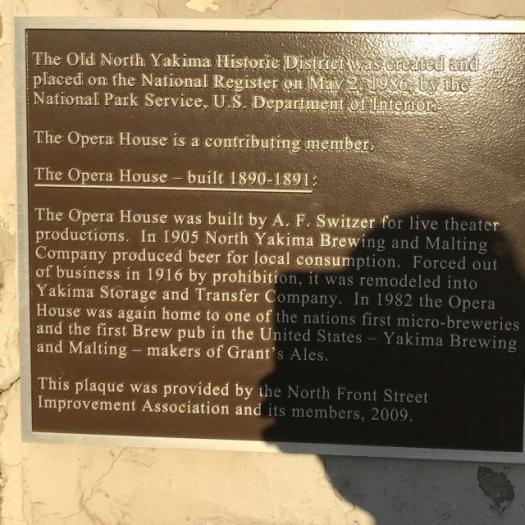 The Old North Yakima Historic District was created and
placed on the National Register on May 2, 1986, by the
National Park Service, U.S. Department of Interior.
The Opera House is a contributing member.
The Opera House – built 1890-1891:
The Opera House was built by A. F. Switzer for live theater
productions. In 1905 North Yakima Brewing and Malting
Company produced beer for local consumption. Forced out
of business in 1916 by prohibition, it was remodeled into
Yakima Storage and Transfer Company. In 1982 the Opera
House was again home to one of the nations first micro-breweries
and the first Brew pub in the United States – Yakima Brewing
and Malting – makers of Grant's Ales.
This plaque was provided by the North Front Street
Improvement Association and its members, 2009.